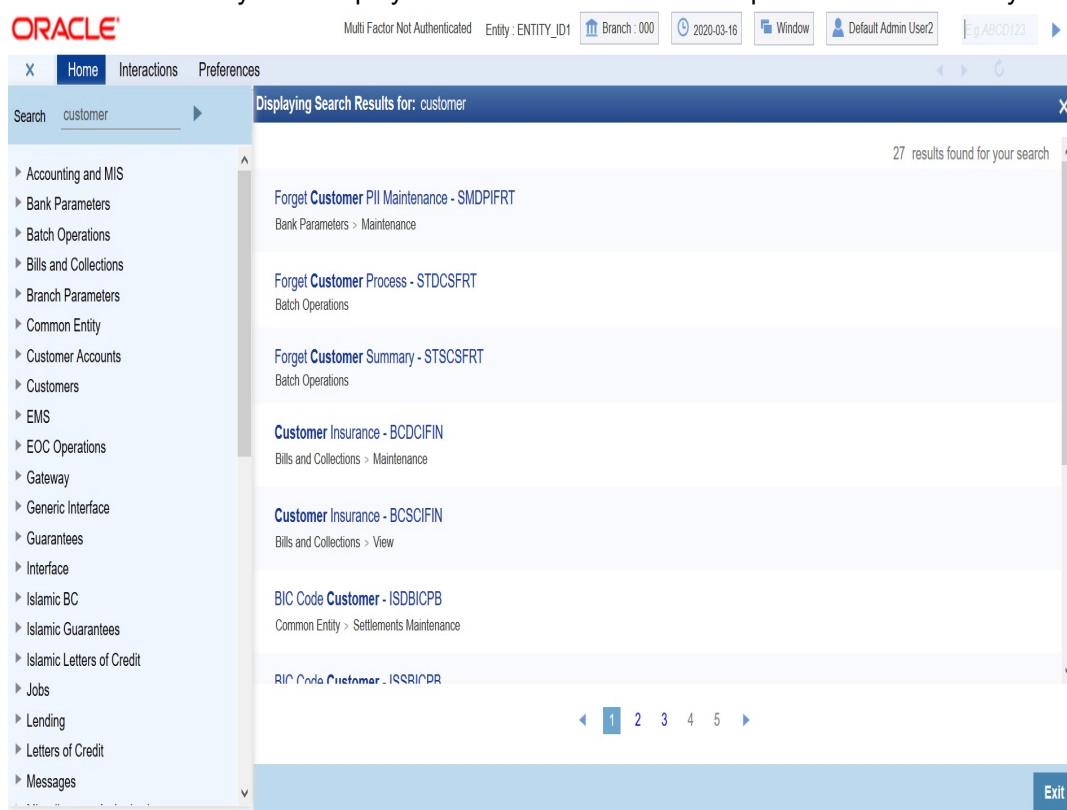 ORACLE
Multi Factor Not Authenticated Entity : ENTITY_ID1 Branch : 000 2020-03-16 Window Default Admin User2 E.g.ABCD123
X Home Interactions Preferences
Search customer
Displaying Search Results for: customer X
27 results found for your search
Accounting and MIS
Bank Parameters
Batch Operations
Bills and Collections
Branch Parameters
Common Entity
Customer Accounts
Customers
EMS
EOC Operations
Gateway
Generic Interface
Guarantees
Interface
Islamic BC
Islamic Guarantees
Islamic Letters of Credit
Jobs
Lending
Letters of Credit
Messages
Forget Customer PII Maintenance - SMDPIFRT
Bank Parameters > Maintenance
Forget Customer Process - STDCSFRT
Batch Operations
Forget Customer Summary - STSCSFRT
Batch Operations
Customer Insurance - BCDCIFIN
Bills and Collections > Maintenance
Customer Insurance - BCSCIFIN
Bills and Collections > View
BIC Code Customer - ISDBICPB
Common Entity > Settlements Maintenance
BIC Code Customer - ISSBICPB
1 2 3 4 5
Exit